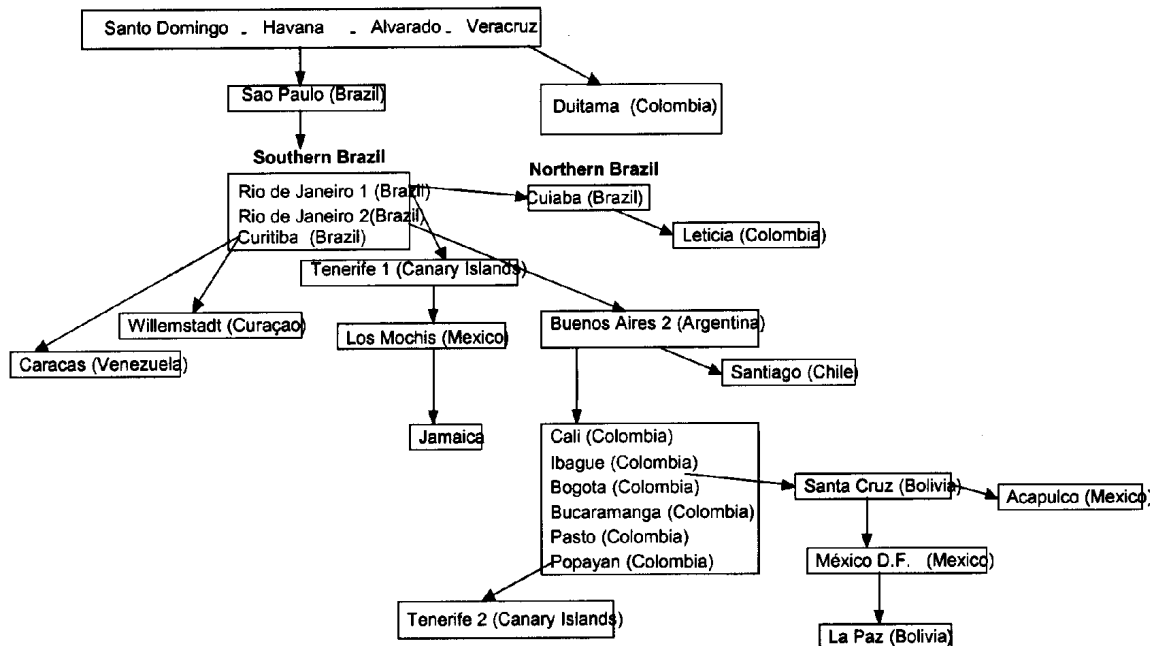 Santo Domingo - Havana - Alvarado - Veracruz
Sao Paulo (Brazil)
Duitama (Colombia)
Southern Brazil
Northern Brazil
Rio de Janeiro 1 (Brazil)
Rio de Janeiro 2(Brazil)
Curitiba (Brazil)
Cuiaba (Brazil)
Leticia (Colombia)
Tenerife 1 (Canary Islands)
Willemstadt (Curaçao)
Caracas (Venezuela)
Los Mochis (Mexico)
Buenos Aires 2 (Argentina)
Santiago (Chile)
Jamaica
Cali (Colombia)
Ibague (Colombia)
Bogota (Colombia)
Bucaramanga (Colombia)
Pasto (Colombia)
Popayan (Colombia)
Santa Cruz (Bolivia)
Acapulco (Mexico)
México D.F. (Mexico)
Tenerife 2 (Canary Islands)
La Paz (Bolivia)